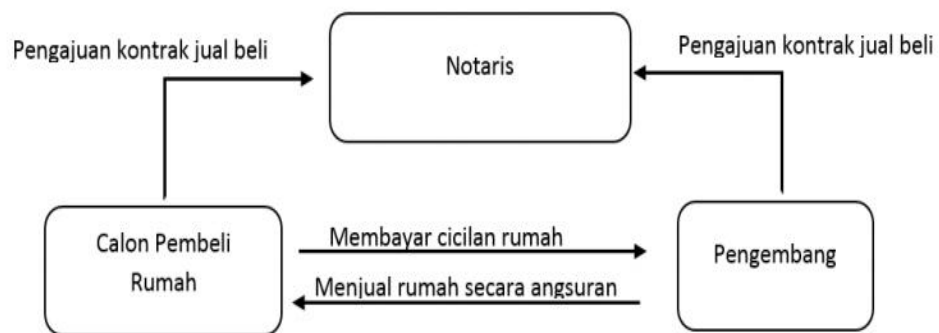 Pengajuan kontrak jual beli
Pengajuan kontrak jual beli
Notaris
Calon Pembeli
Rumah
Membayar cicilan rumah
Menjual rumah secara angsuran
Pengembang